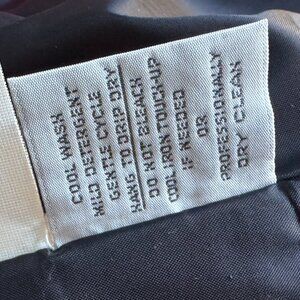 COOL WASH
MILD DETERGENT
GENTLE CYCLE
HANG TO DRIP DRY
DO NOT BLEACH
COOL IRON TOUCH-UP
IF NEEDED
OR
PROFESSIONALLY
DRY CLEAN